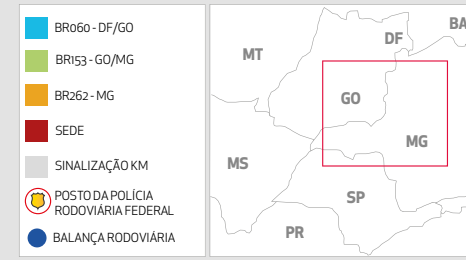 BR060 - DF/GO
BR153 - GO/MG
BR262 - MG
SEDE
SINALIZAÇÃO KM
POSTO DA POLÍCIA
RODOVIÁRIA FEDERAL
BALANÇA RODOVIÁRIA
BA
DF
MT
GO
MG
MS
SP
PR